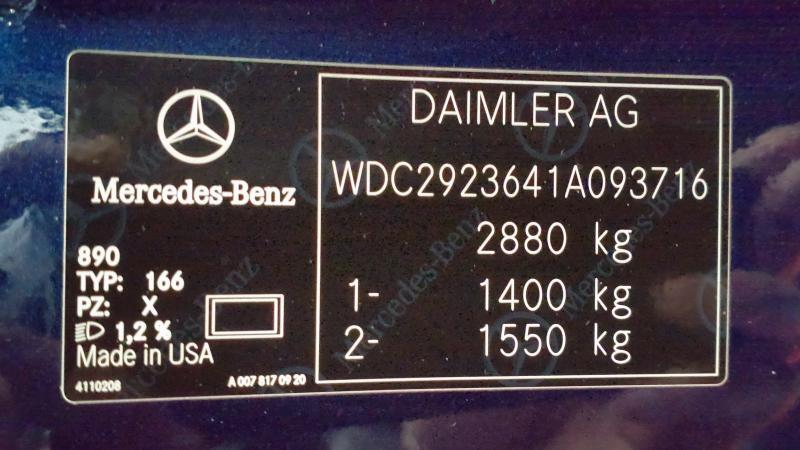 Mercedes-Benz
890
TYP: 166
PZ: X
1,2 %
Made in USA
4110208
A 007 817 09 20
DAIMLER AG
WDC2923641A093716
2880 kg
1- 1400 kg
2- 1550 kg